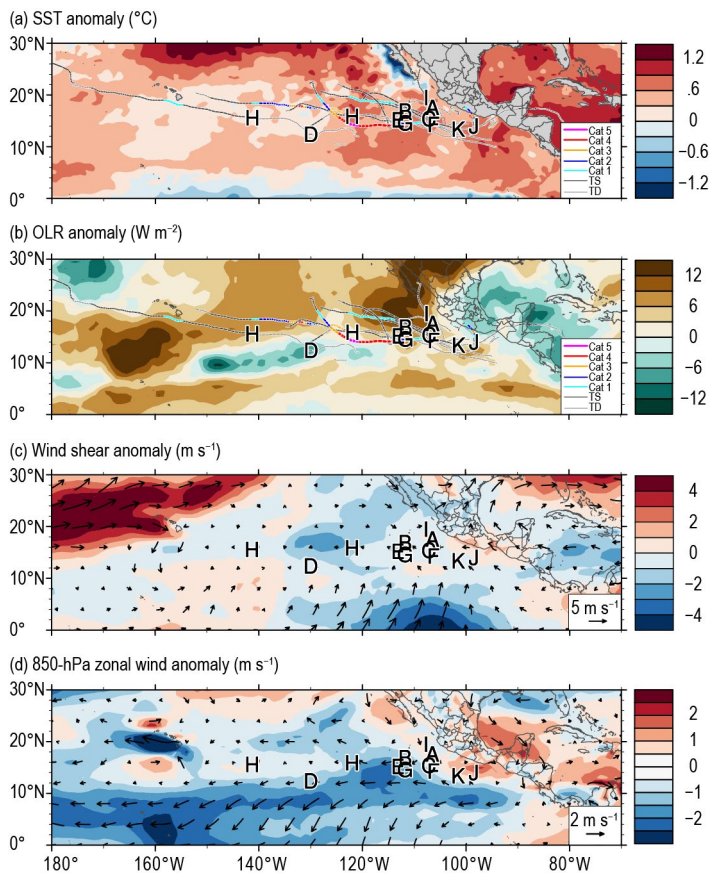 (a) SST anomaly (°C)
30°N
20°N
10°N
0°
H
D
H
E
B
G
I
A
C
F
K
J
Cat 5
Cat 4
Cat 3
Cat 2
Cat 1
TS
TD
1.2
0.6
0
−0.6
−1.2
(b) OLR anomaly (W m⁻²)
30°N
20°N
10°N
0°
H
D
H
E
B
G
I
A
C
F
K
J
Cat 5
Cat 4
Cat 3
Cat 2
Cat 1
TS
TD
12
6
0
−6
−12
(c) Wind shear anomaly (m s⁻¹)
30°N
20°N
10°N
0°
H
D
H
E
B
G
I
A
C
F
K
J
5 m s⁻¹
4
2
0
−2
−4
(d) 850-hPa zonal wind anomaly (m s⁻¹)
30°N
20°N
10°N
0°
H
D
H
E
B
G
I
A
C
F
K
J
2 m s⁻¹
2
1
0
−1
−2
180° 160°W 140°W 120°W 100°W 80°W